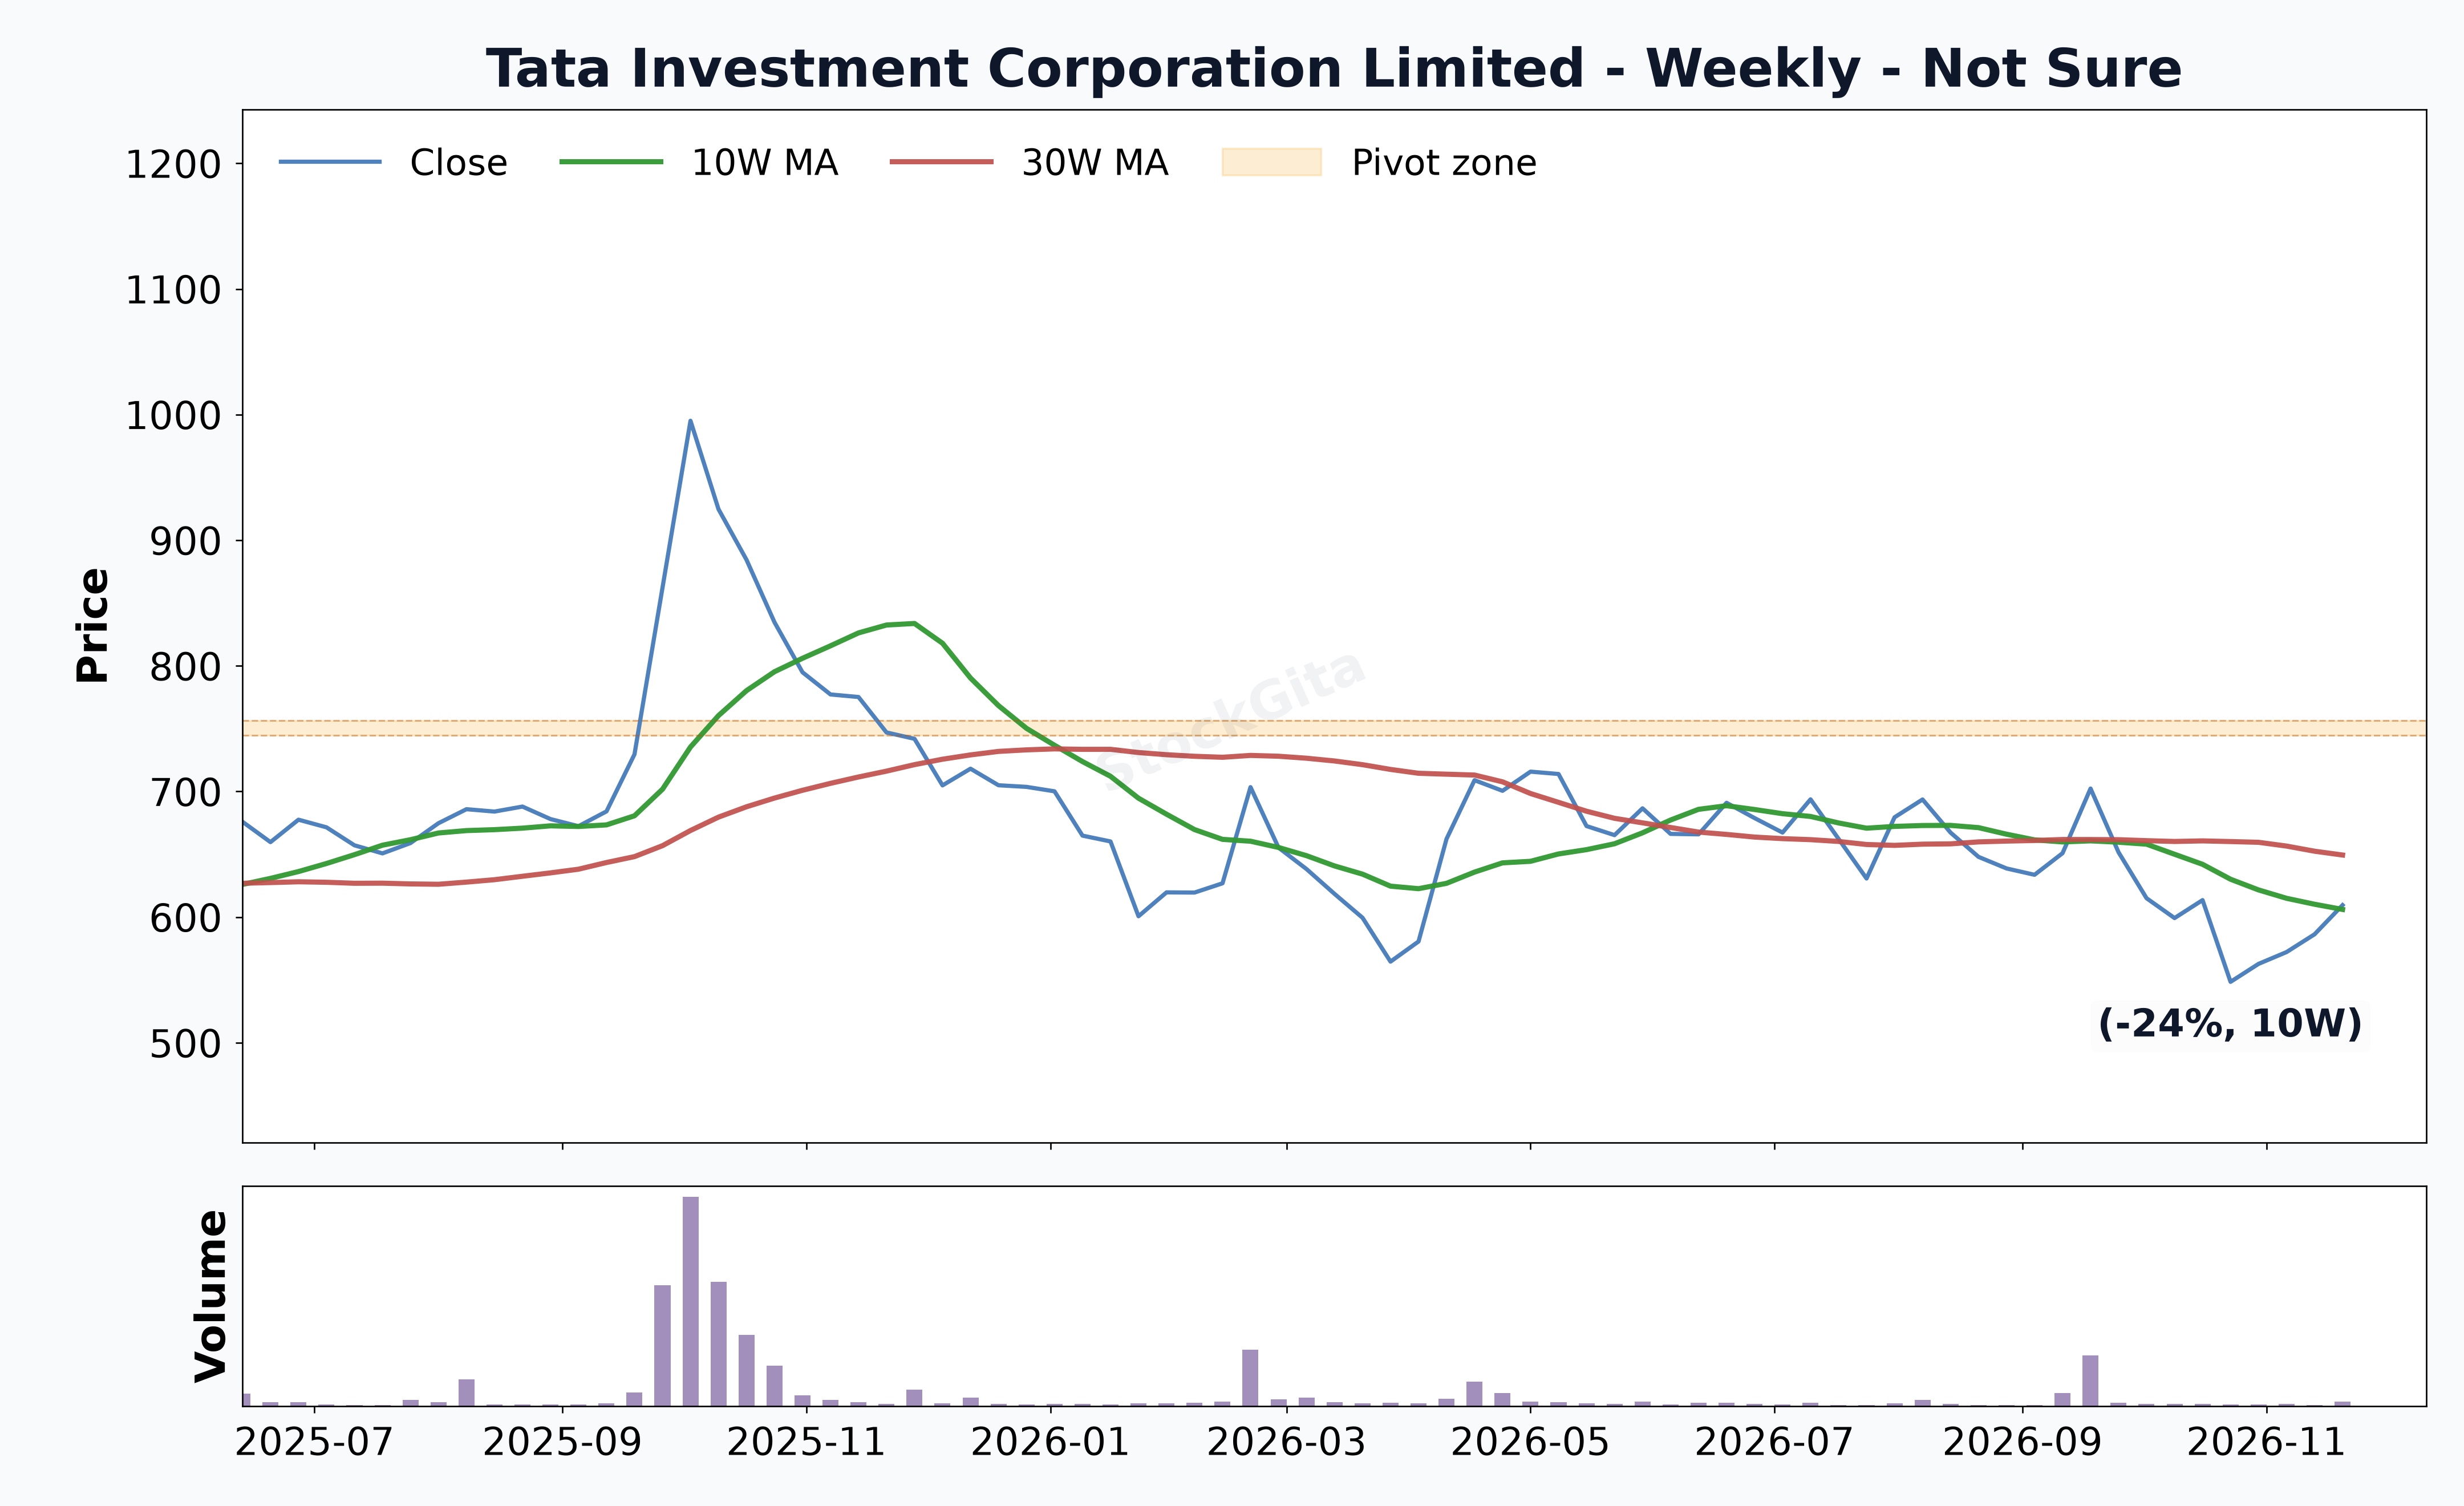 Tata Investment Corporation Limited - Weekly - Not Sure
Close 10W MA 30W MA Pivot zone
1200
1100
1000
900
800
700
600
500
Price
StockGita
(-24%, 10W)
Volume
2025-07 2025-09 2025-11 2026-01 2026-03 2026-05 2026-07 2026-09 2026-11